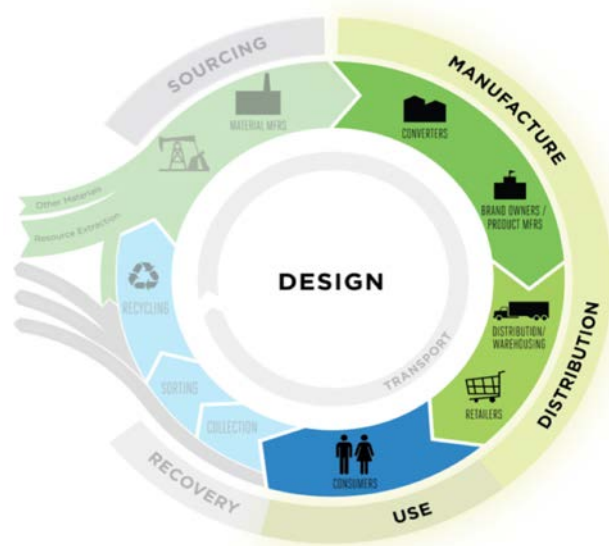 SOURCING
MANUFACTURE
MATERIAL MFRS
CONVERTERS
Other Materials
Resource Extraction
BRAND OWNERS /
PRODUCT MFRS
RECYCLING
DESIGN
DISTRIBUTION/
WAREHOUSING
TRANSPORT
DISTRIBUTION
SORTING
RETAILERS
COLLECTION
CONSUMERS
RECOVERY
USE